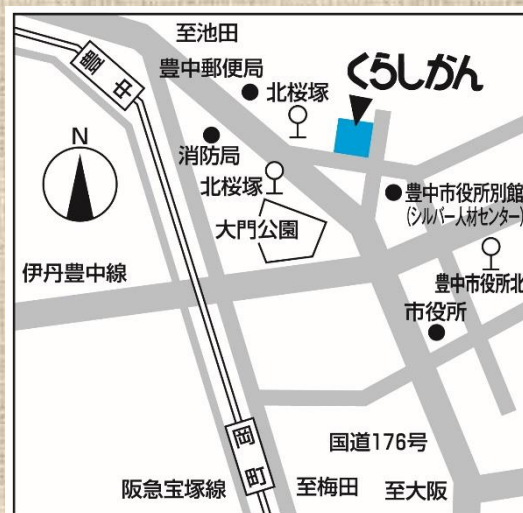 至池田
豊中
豊中郵便局
くらしかん
北桜塚
N
消防局
北桜塚
豊中市役所別館
(シルバー人材センター)
大門公園
伊丹豊中線
豊中市役所北
市役所
岡町
国道176号
阪急宝塚線
至梅田
至大阪